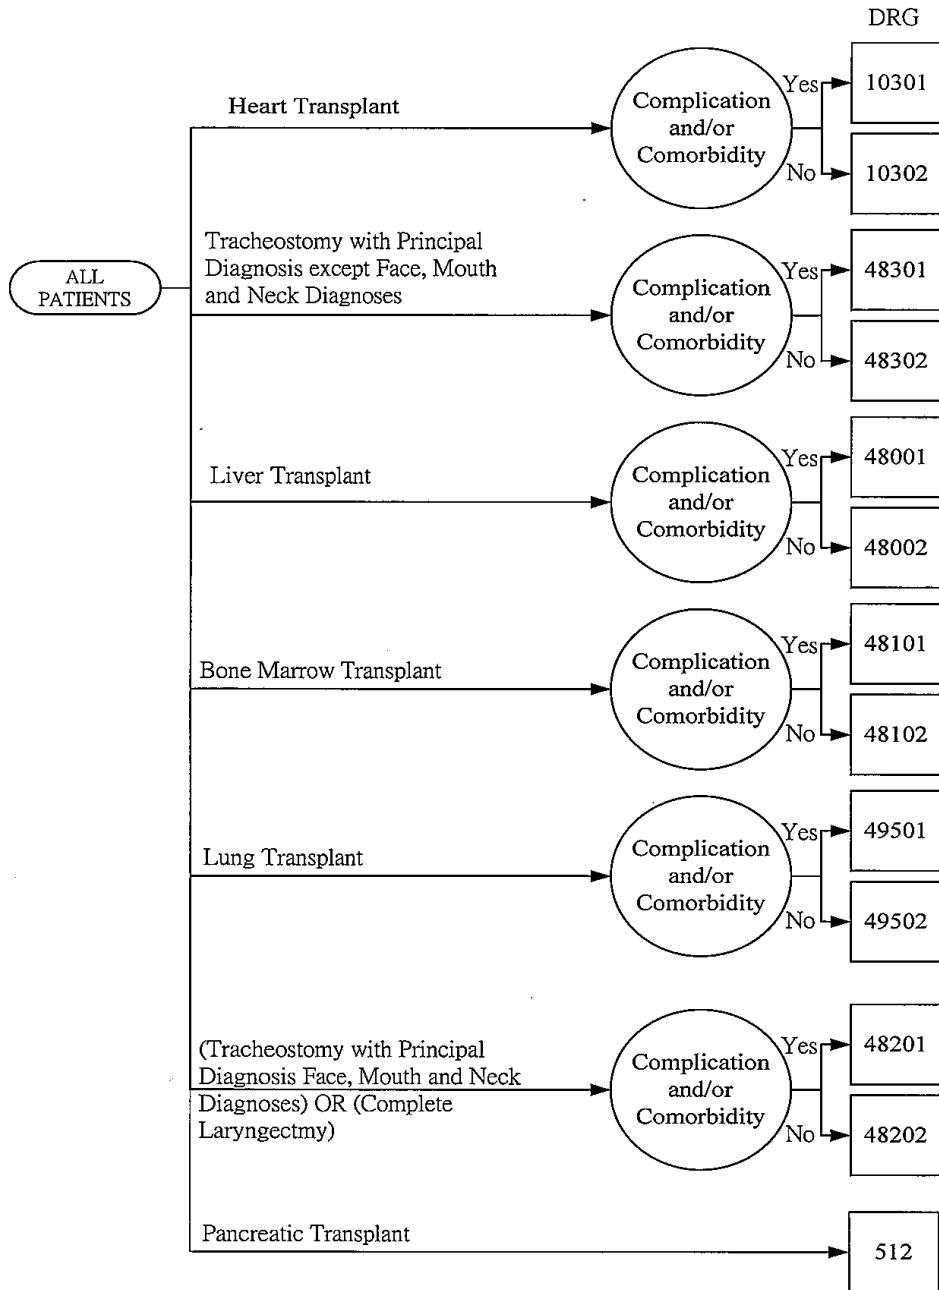 DRG
Heart Transplant
Complication
and/or
Comorbidity
Yes
10301
No
10302
ALL
PATIENTS
Tracheostomy with Principal
Diagnosis except Face, Mouth
and Neck Diagnoses
Complication
and/or
Comorbidity
Yes
48301
No
48302
Liver Transplant
Complication
and/or
Comorbidity
Yes
48001
No
48002
Bone Marrow Transplant
Complication
and/or
Comorbidity
Yes
48101
No
48102
Lung Transplant
Complication
and/or
Comorbidity
Yes
49501
No
49502
(Tracheostomy with Principal
Diagnosis Face, Mouth and Neck
Diagnoses) OR (Complete
Laryngectmy)
Complication
and/or
Comorbidity
Yes
48201
No
48202
Pancreatic Transplant
512